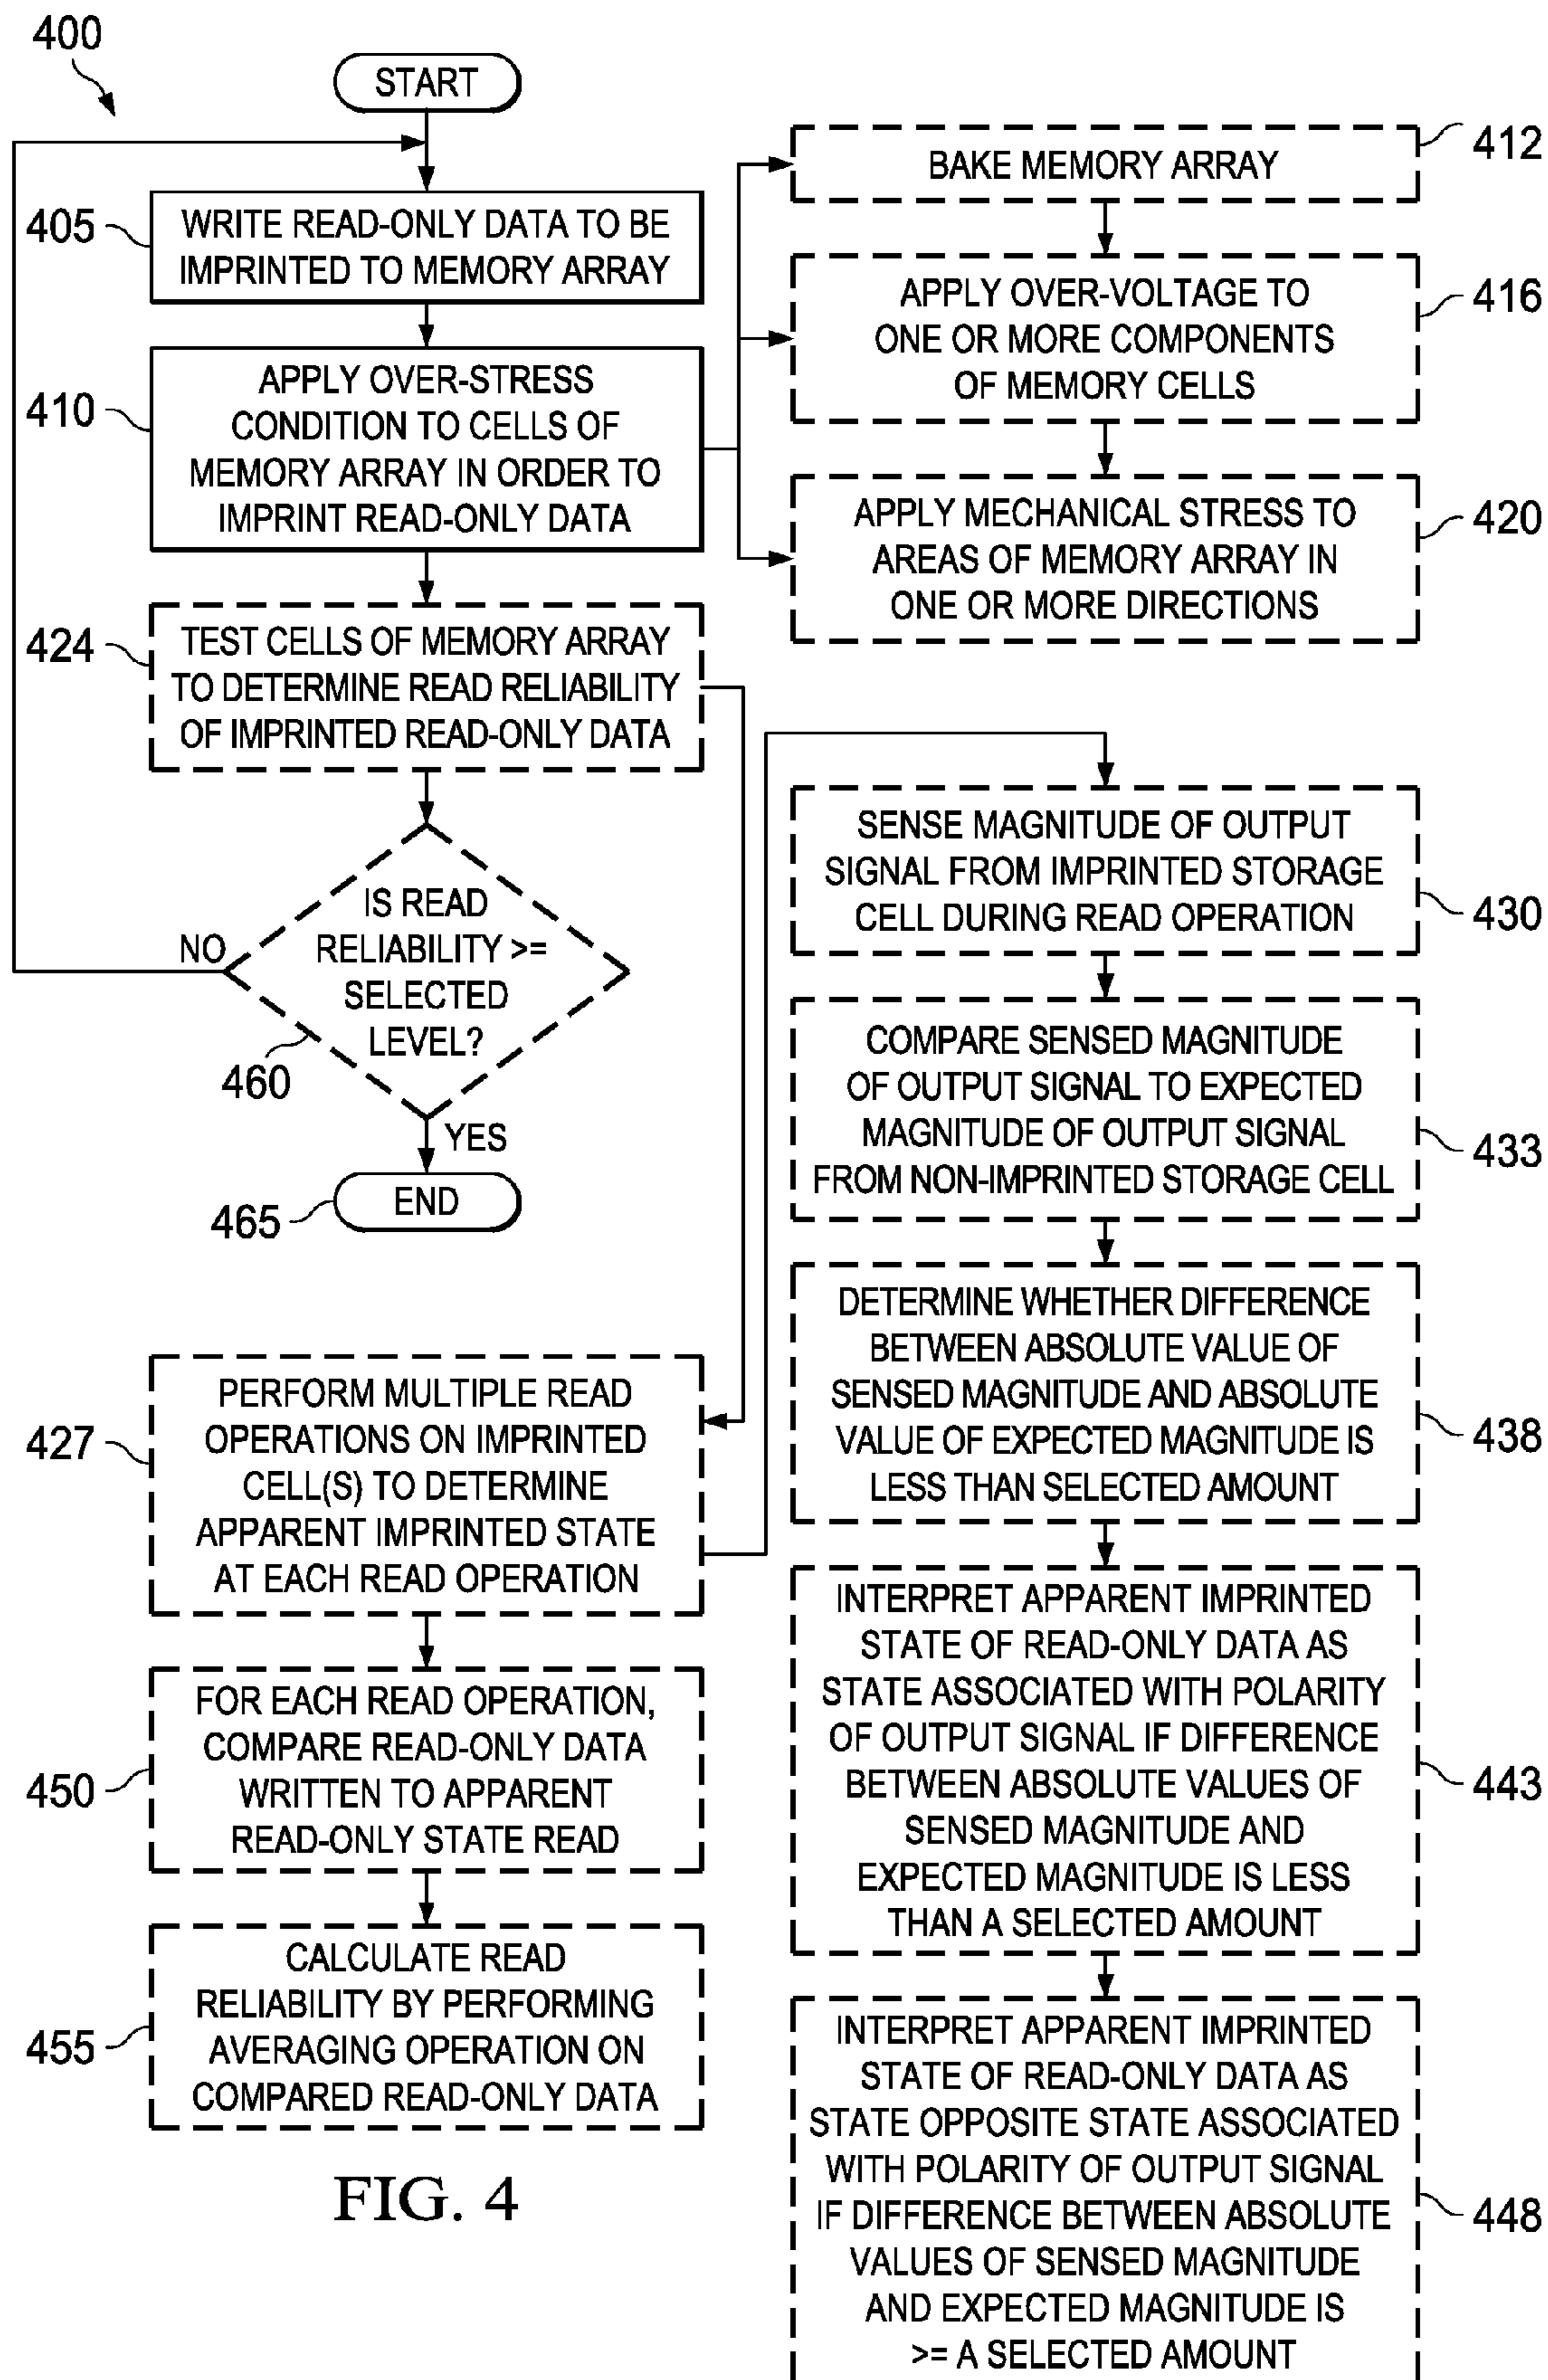 400
START
405
WRITE READ-ONLY DATA TO BE
IMPRINTED TO MEMORY ARRAY
410
APPLY OVER-STRESS
CONDITION TO CELLS OF
MEMORY ARRAY IN ORDER TO
IMPRINT READ-ONLY DATA
412
BAKE MEMORY ARRAY
416
APPLY OVER-VOLTAGE TO
ONE OR MORE COMPONENTS
OF MEMORY CELLS
420
APPLY MECHANICAL STRESS TO
AREAS OF MEMORY ARRAY IN
ONE OR MORE DIRECTIONS
424
TEST CELLS OF MEMORY ARRAY
TO DETERMINE READ RELIABILITY
OF IMPRINTED READ-ONLY DATA
NO
IS READ
RELIABILITY >=
SELECTED
LEVEL?
460
YES
465
END
427
PERFORM MULTIPLE READ
OPERATIONS ON IMPRINTED
CELL(S) TO DETERMINE
APPARENT IMPRINTED STATE
AT EACH READ OPERATION
450
FOR EACH READ OPERATION,
COMPARE READ-ONLY DATA
WRITTEN TO APPARENT
READ-ONLY STATE READ
455
CALCULATE READ
RELIABILITY BY PERFORMING
AVERAGING OPERATION ON
COMPARED READ-ONLY DATA
430
SENSE MAGNITUDE OF OUTPUT
SIGNAL FROM IMPRINTED STORAGE
CELL DURING READ OPERATION
433
COMPARE SENSED MAGNITUDE
OF OUTPUT SIGNAL TO EXPECTED
MAGNITUDE OF OUTPUT SIGNAL
FROM NON-IMPRINTED STORAGE CELL
438
DETERMINE WHETHER DIFFERENCE
BETWEEN ABSOLUTE VALUE OF
SENSED MAGNITUDE AND ABSOLUTE
VALUE OF EXPECTED MAGNITUDE IS
LESS THAN SELECTED AMOUNT
443
INTERPRET APPARENT IMPRINTED
STATE OF READ-ONLY DATA AS
STATE ASSOCIATED WITH POLARITY
OF OUTPUT SIGNAL IF DIFFERENCE
BETWEEN ABSOLUTE VALUES OF
SENSED MAGNITUDE AND
EXPECTED MAGNITUDE IS LESS
THAN A SELECTED AMOUNT
448
INTERPRET APPARENT IMPRINTED
STATE OF READ-ONLY DATA AS
STATE OPPOSITE STATE ASSOCIATED
WITH POLARITY OF OUTPUT SIGNAL
IF DIFFERENCE BETWEEN ABSOLUTE
VALUES OF SENSED MAGNITUDE
AND EXPECTED MAGNITUDE IS
>= A SELECTED AMOUNT
FIG. 4